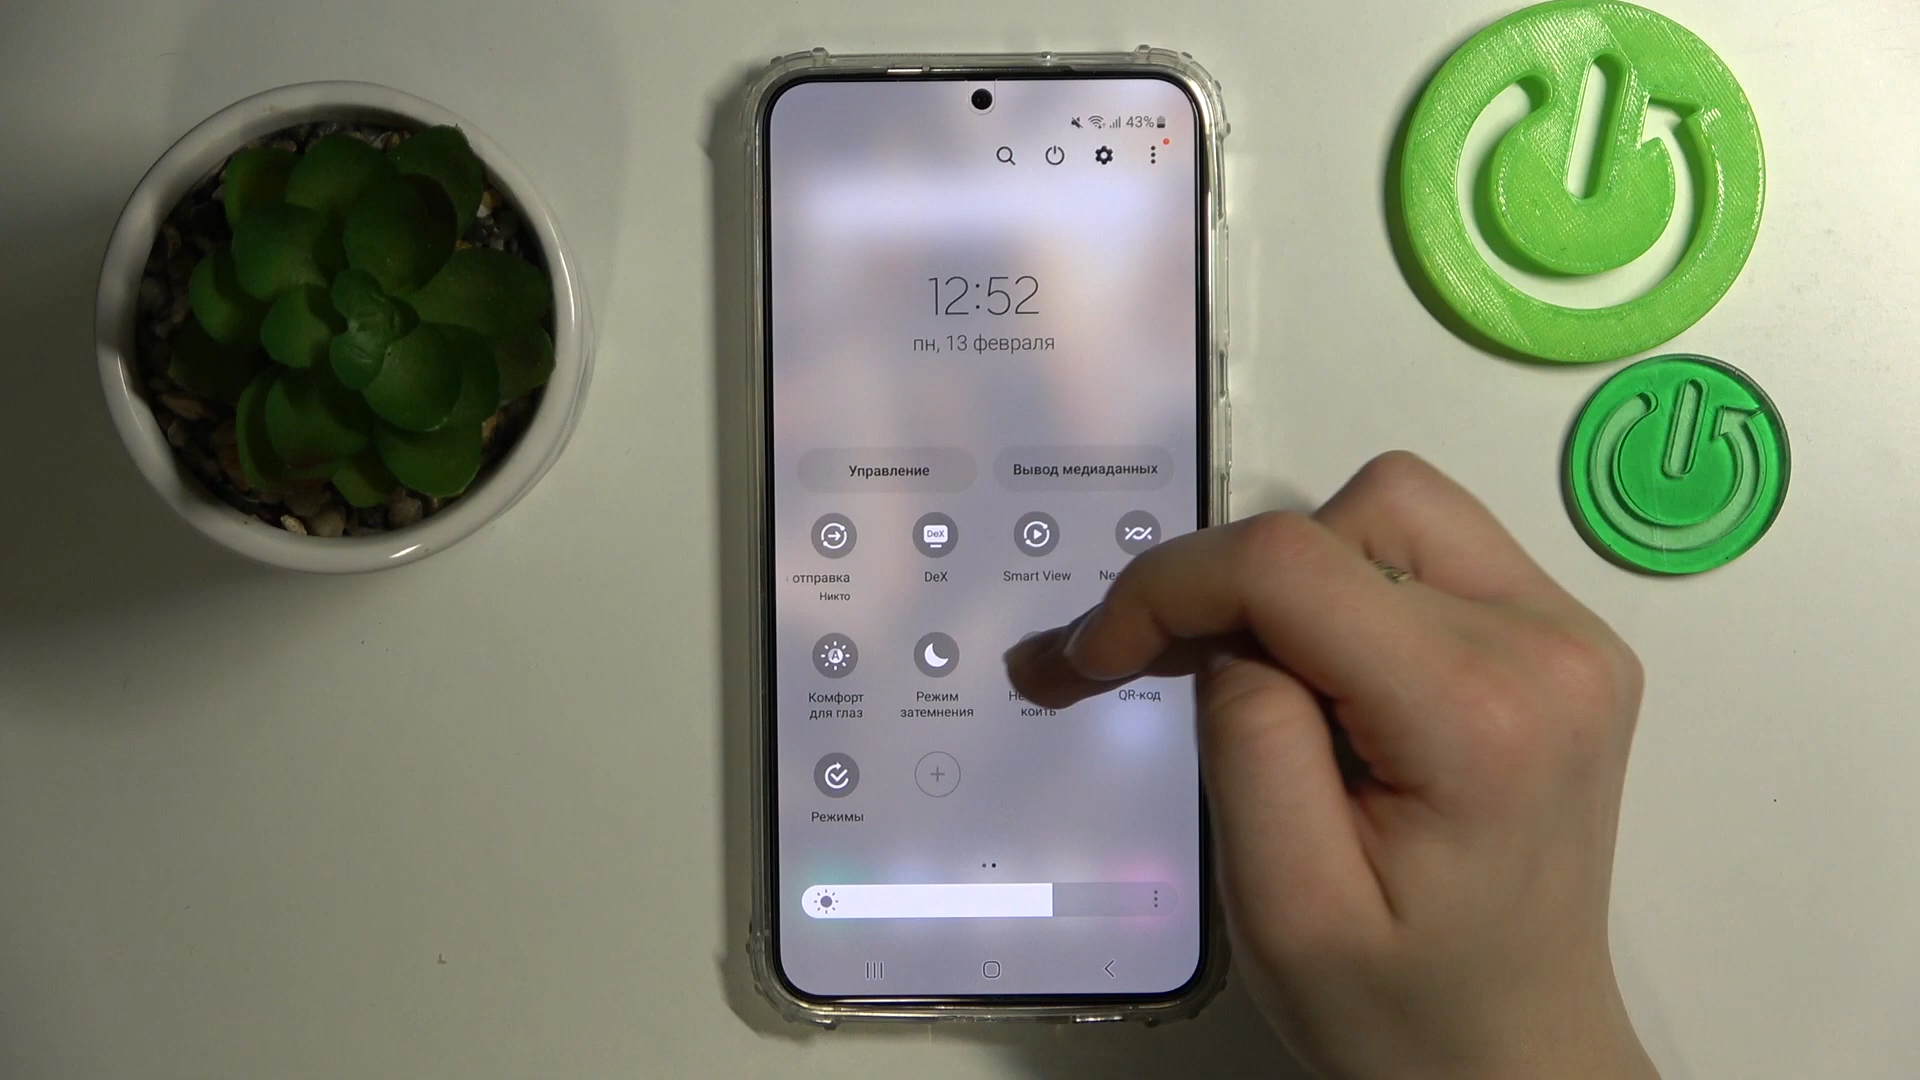 43%
12:52
пн, 13 февраля
Управление
Вывод медиаданных
отправка
Никто
DeX
DeX
Smart View
A
Комфорт
для глаз
Режим
затемнения
коить
QR-код
Режимы